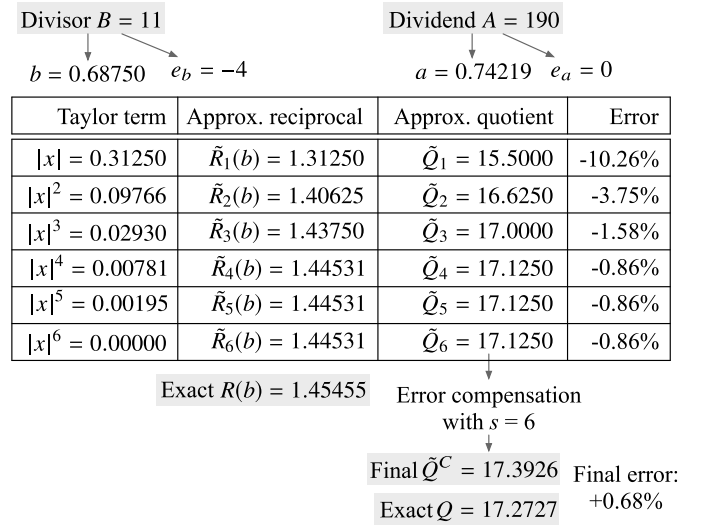 Divisor B = 11 Dividend A = 190
b = 0.68750 e_b = −4 a = 0.74219 e_a = 0
Taylor term Approx. reciprocal Approx. quotient Error
|x| = 0.31250 R̃₁(b) = 1.31250 Q̃₁ = 15.5000 -10.26%
|x|² = 0.09766 R̃₂(b) = 1.40625 Q̃₂ = 16.6250 -3.75%
|x|³ = 0.02930 R̃₃(b) = 1.43750 Q̃₃ = 17.0000 -1.58%
|x|⁴ = 0.00781 R̃₄(b) = 1.44531 Q̃₄ = 17.1250 -0.86%
|x|⁵ = 0.00195 R̃₅(b) = 1.44531 Q̃₅ = 17.1250 -0.86%
|x|⁶ = 0.00000 R̃₆(b) = 1.44531 Q̃₆ = 17.1250 -0.86%
Exact R(b) = 1.45455
Error compensation
with s = 6
Final Q̃ᶜ = 17.3926
Exact Q = 17.2727
Final error:
+0.68%